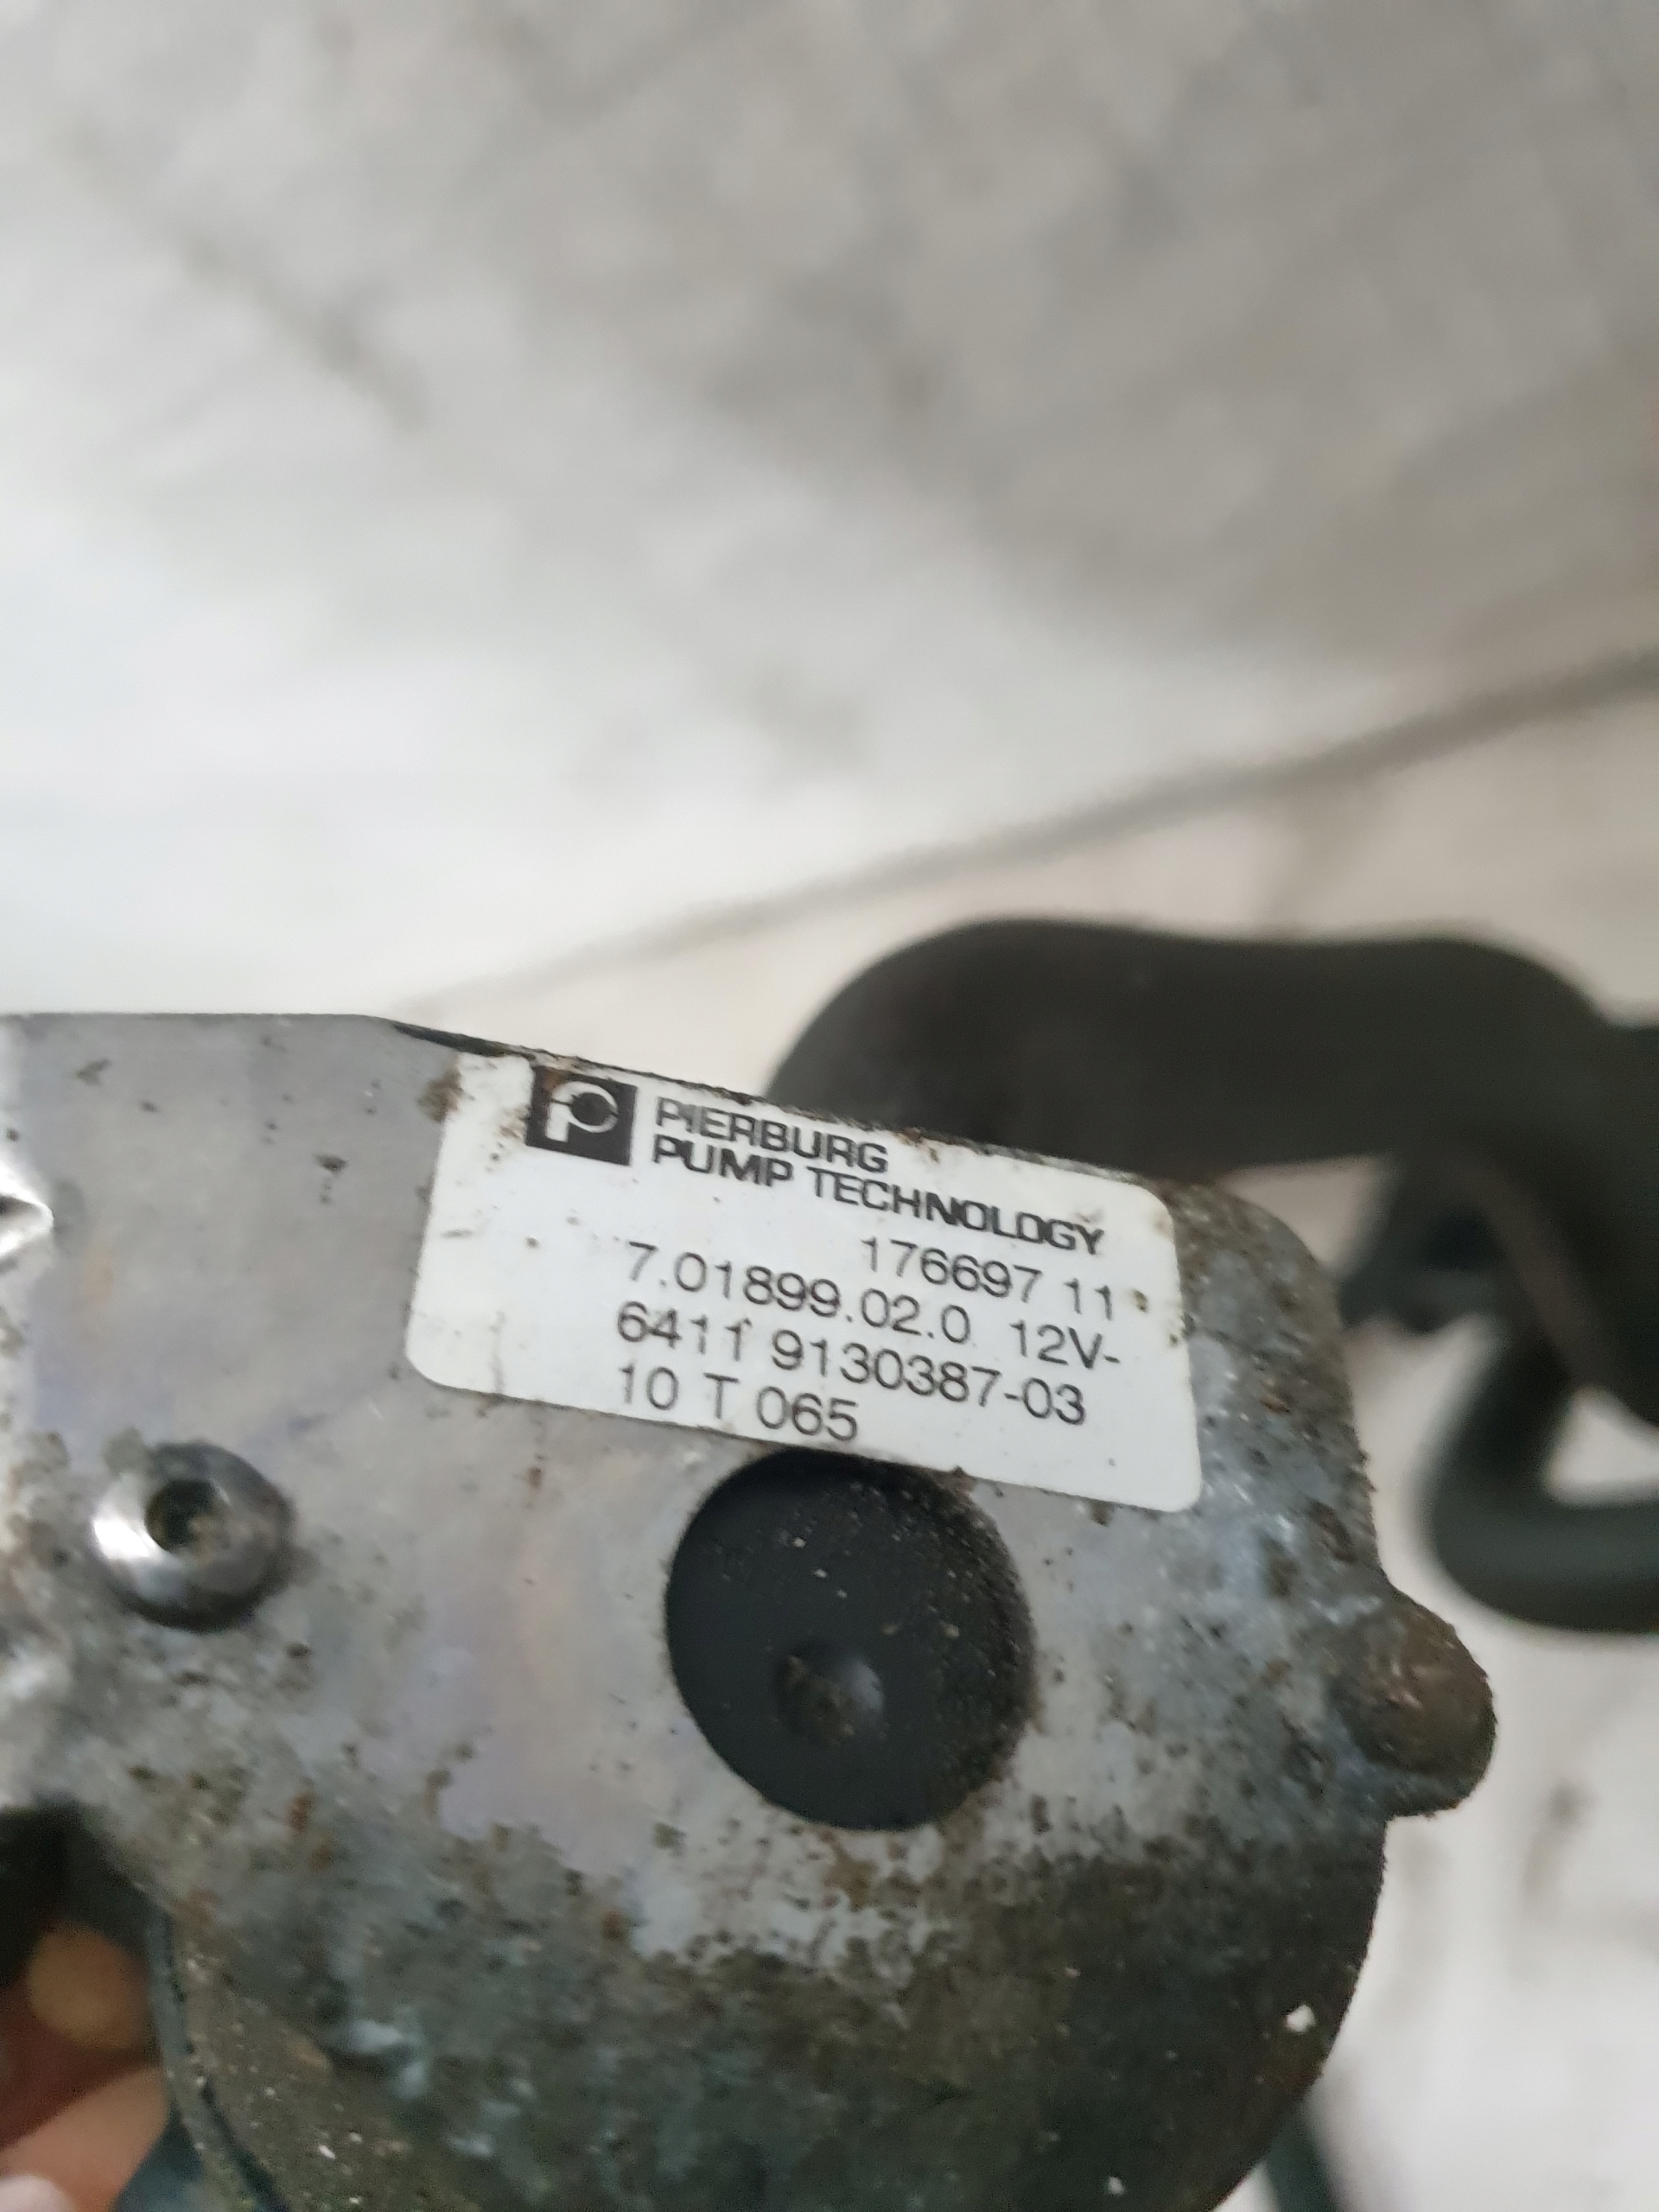 PIERBURG
PUMP TECHNOLOGY
176697 11
7.01899.02.0 12V-
6411 9130387-03
10 T 065